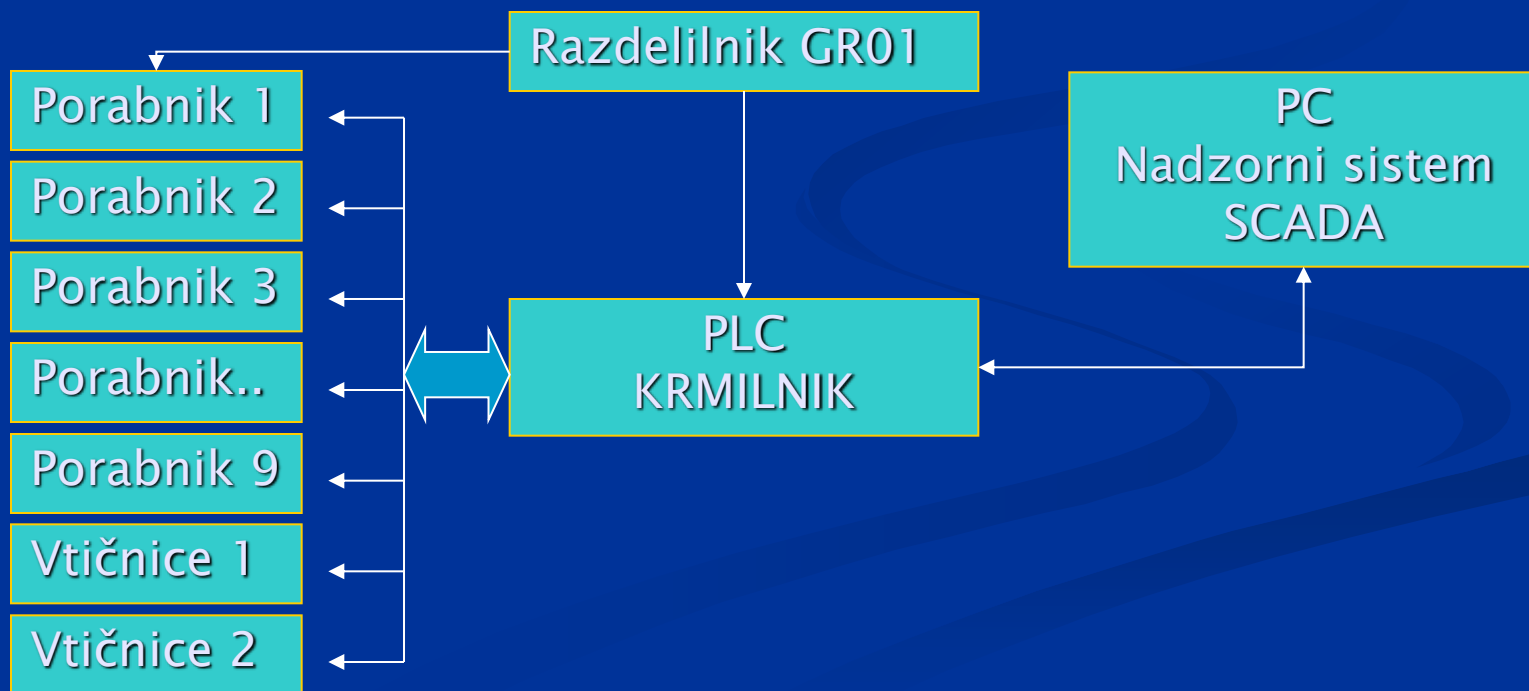 Razdelilnik GR01
Porabnik 1
Porabnik 2
Porabnik 3
Porabnik..
Porabnik 9
Vtičnice 1
Vtičnice 2
PLC
KRMILNIK
PC
Nadzorni sistem
SCADA